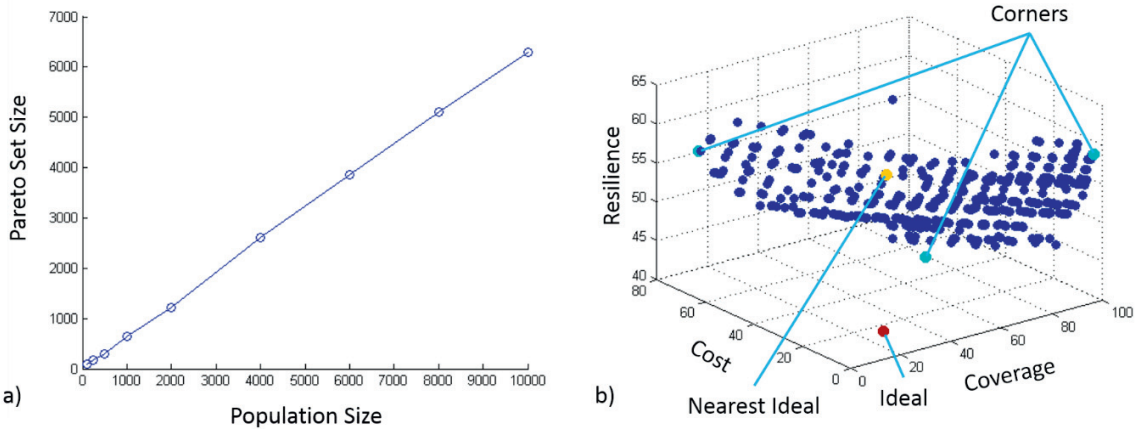 7000
6000
5000
4000
3000
2000
1000
0
0 1000 2000 3000 4000 5000 6000 7000 8000 9000 10000
Pareto Set Size
Population Size
a)
Corners
65
60
55
50
45
40
Resilience
80
60
40
20
0
Cost
0
20
40
60
80
100
Coverage
Nearest Ideal
Ideal
b)